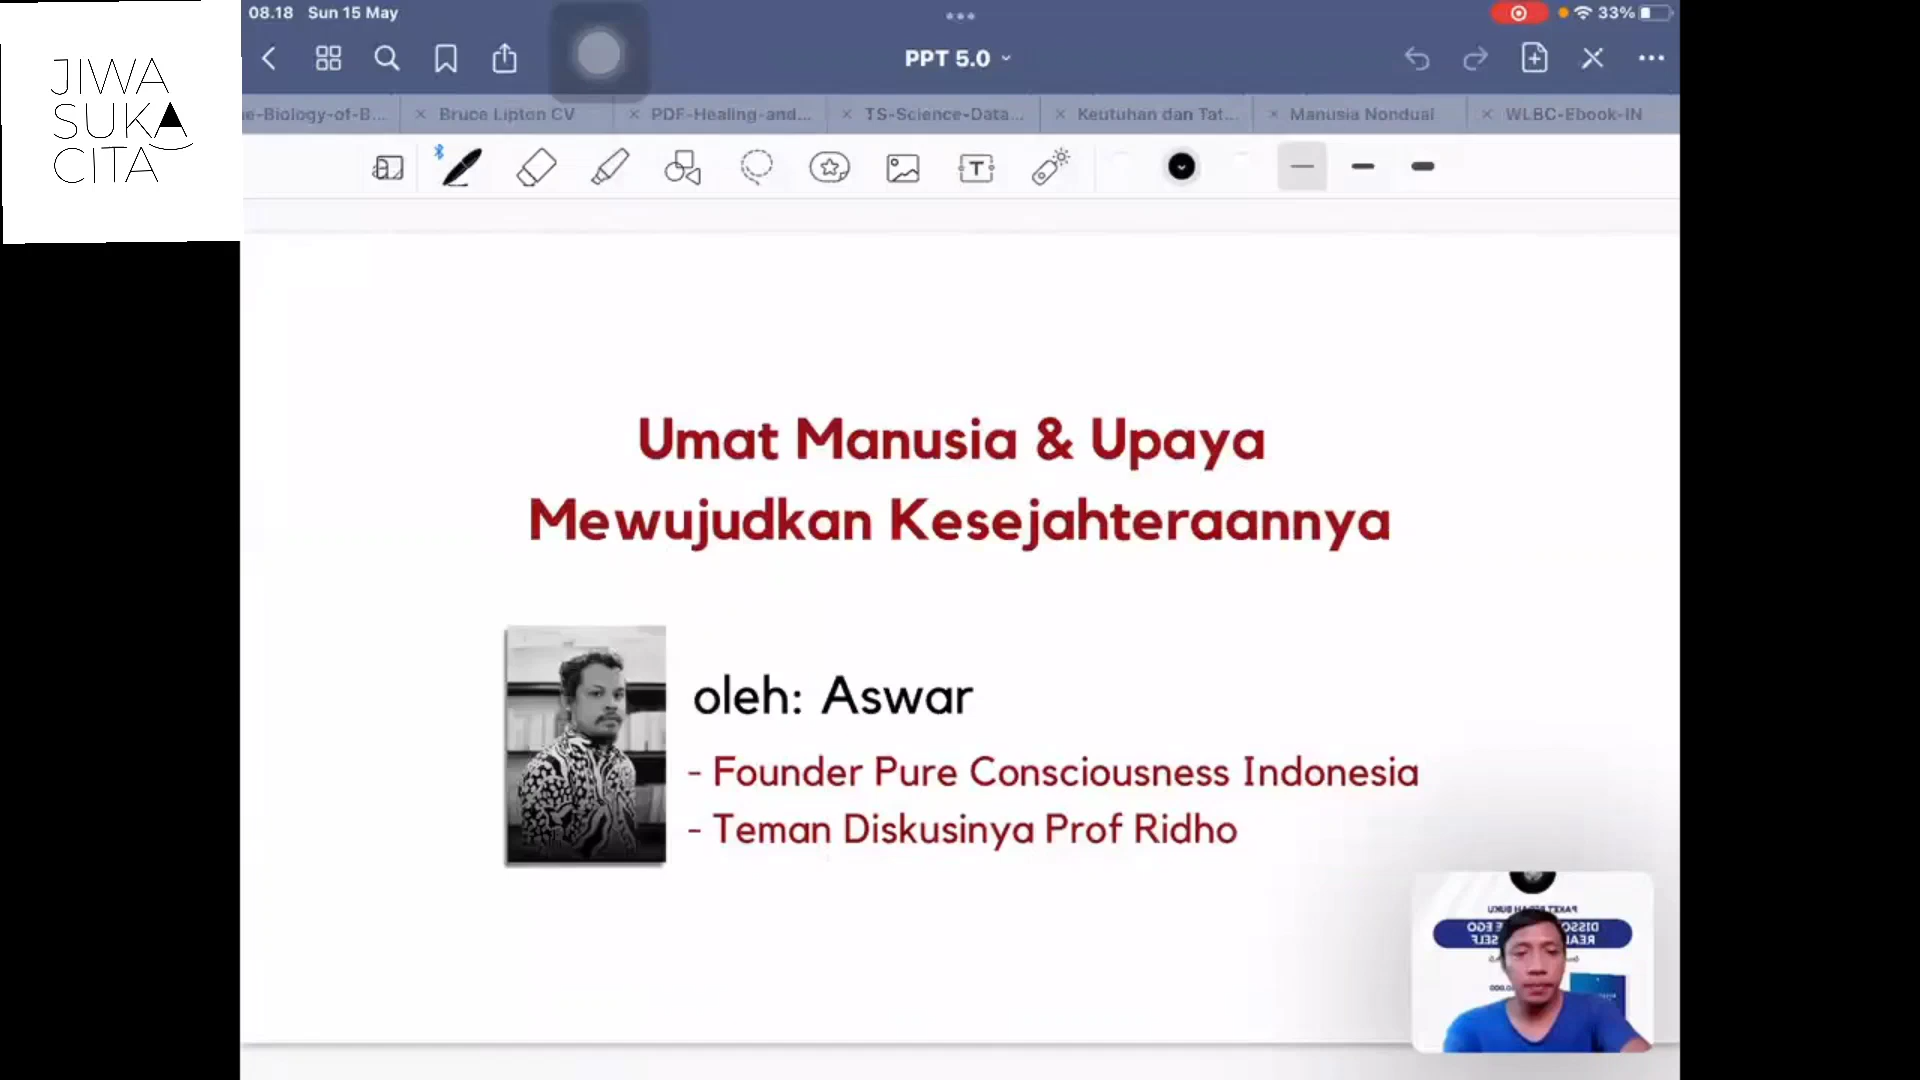 JIWA
SUKA
CITA
08.18 Sun 15 May
33%
PPT 5.0
e-Biology-of-B...
Bruce Lipton CV
PDF-Healing-and...
TS-Science-Data...
Keutuhan dan Tat...
Manusia Nondual
WLBC-Ebook-IN
Umat Manusia & Upaya
Mewujudkan Kesejahteraannya
oleh: Aswar
- Founder Pure Consciousness Indonesia
- Teman Diskusinya Prof Ridho